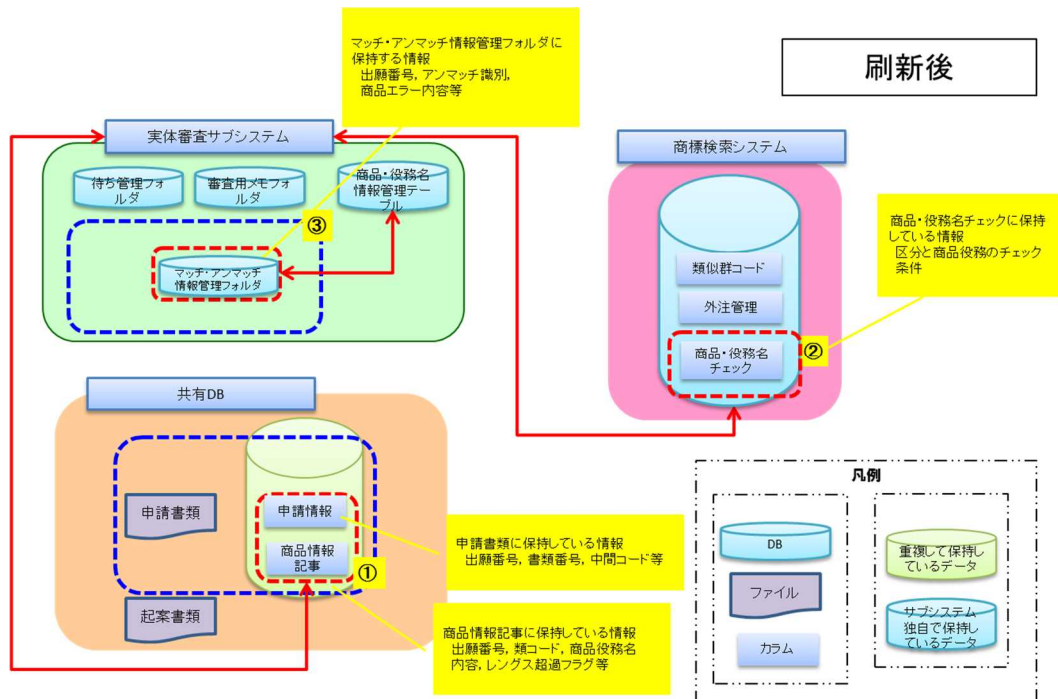 刷新後
マッチ・アンマッチ情報管理フォルダに
保持する情報
出願番号, アンマッチ識別,
商品エラー内容等
実体審査サブシステム
待ち管理フォ
ルダ
審査用メモフォ
ルダ
商品・役務名
情報管理テー
ブル
③
マッチ・アンマッチ
情報管理フォルダ
商標検索システム
類似群コード
外注管理
商品・役務名
チェック
②
商品・役務名チェックに保持
している情報
区分と商品役務のチェック
条件
共有DB
申請書類
起案書類
申請情報
商品情報
記事
①
申請書類に保持している情報
出願番号, 書類番号, 中間コード等
商品情報記事に保持している情報
出願番号, 類コード, 商品役務名
内容, レングス超過フラグ等
凡例
DB
ファイル
カラム
重複して保持し
ているデータ
サブシステム
独自で保持し
ているデータ